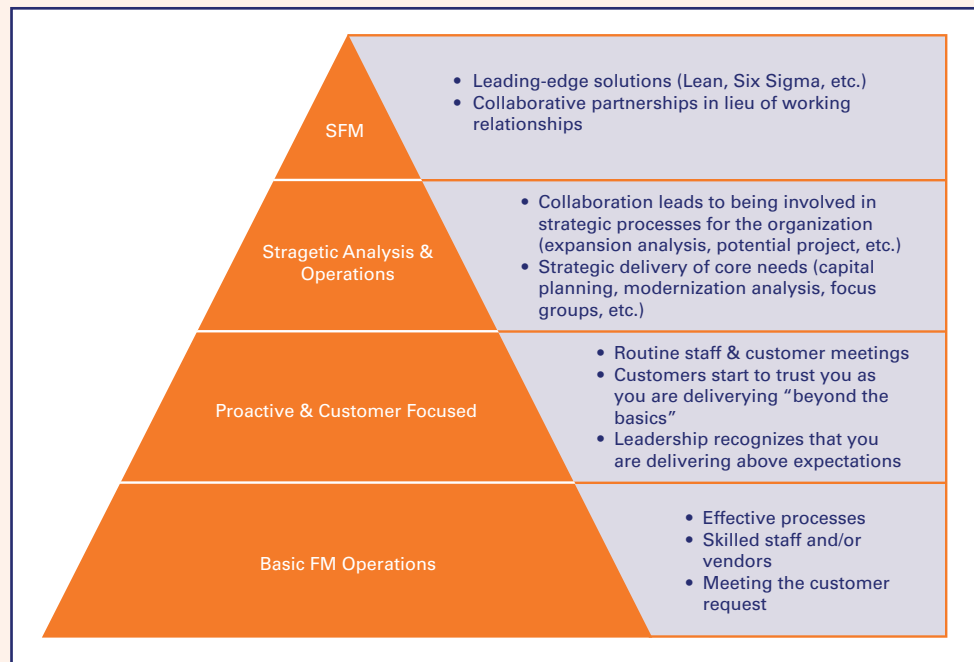 SFM
• Leading-edge solutions (Lean, Six Sigma, etc.)
• Collaborative partnerships in lieu of working
relationships
Stragetic Analysis &
Operations
• Collaboration leads to being involved in
strategic processes for the organization
(expansion analysis, potential project, etc.)
• Strategic delivery of core needs (capital
planning, modernization analysis, focus
groups, etc.)
Proactive & Customer Focused
• Routine staff & customer meetings
• Customers start to trust you as
you are deliverying “beyond the
basics”
• Leadership recognizes that you
are delivering above expectations
Basic FM Operations
• Effective processes
• Skilled staff and/or
vendors
• Meeting the customer
request